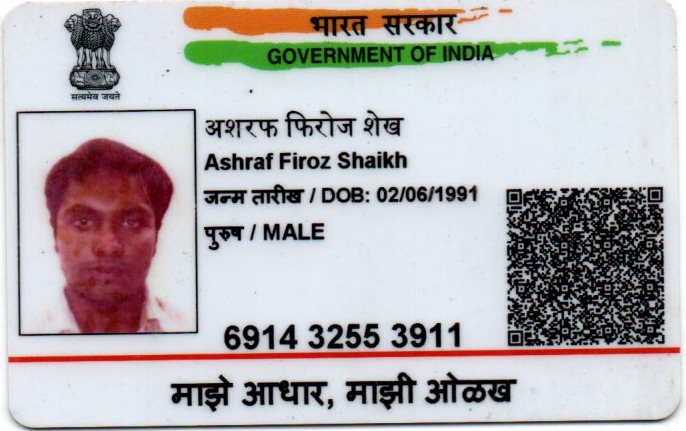 भारत सरकार
GOVERNMENT OF INDIA
सत्यमेव जयते
अशरफ फिरोज शेख
Ashraf Firoz Shaikh
जन्म तारीख / DOB: 02/06/1991
पुरुष / MALE
6914 3255 3911
माझे आधार, माझी ओळख